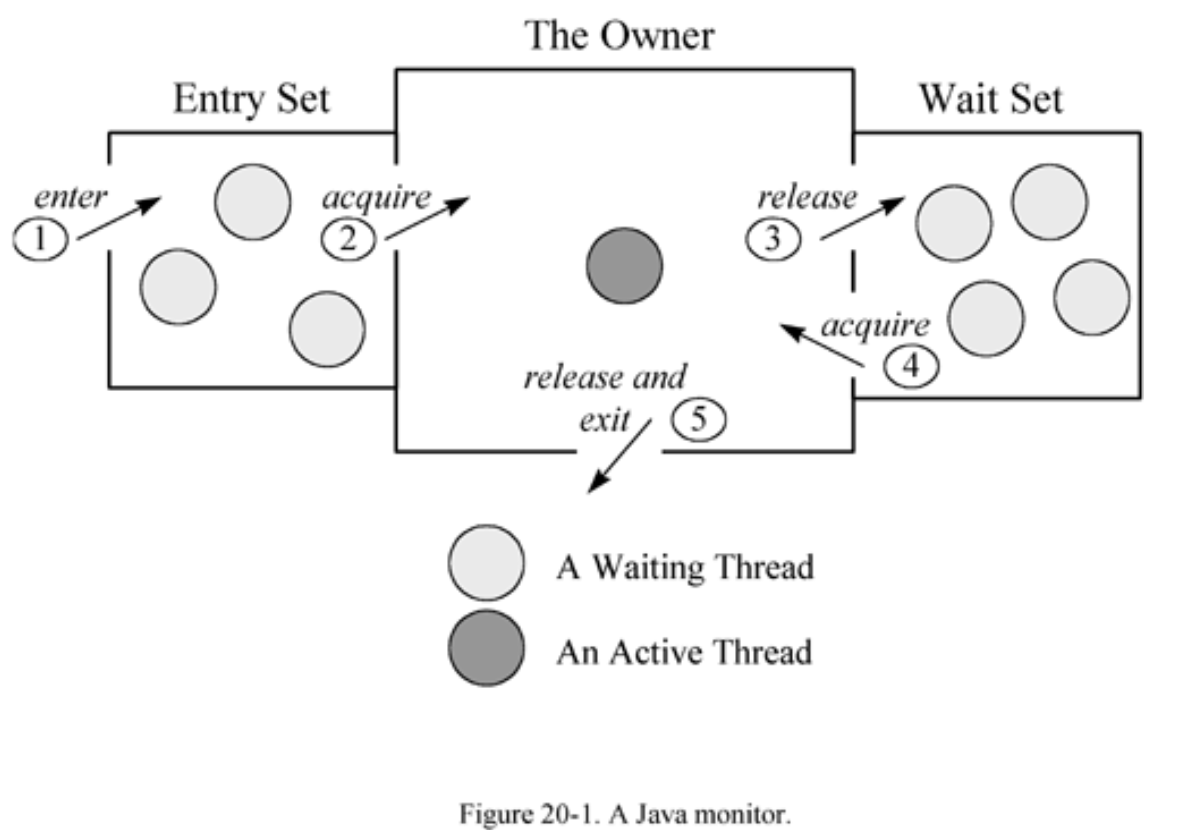 The Owner
Entry Set
Wait Set
enter
1
acquire
2
release
3
acquire
4
release and
exit
5
A Waiting Thread
An Active Thread
Figure 20-1. A Java monitor.